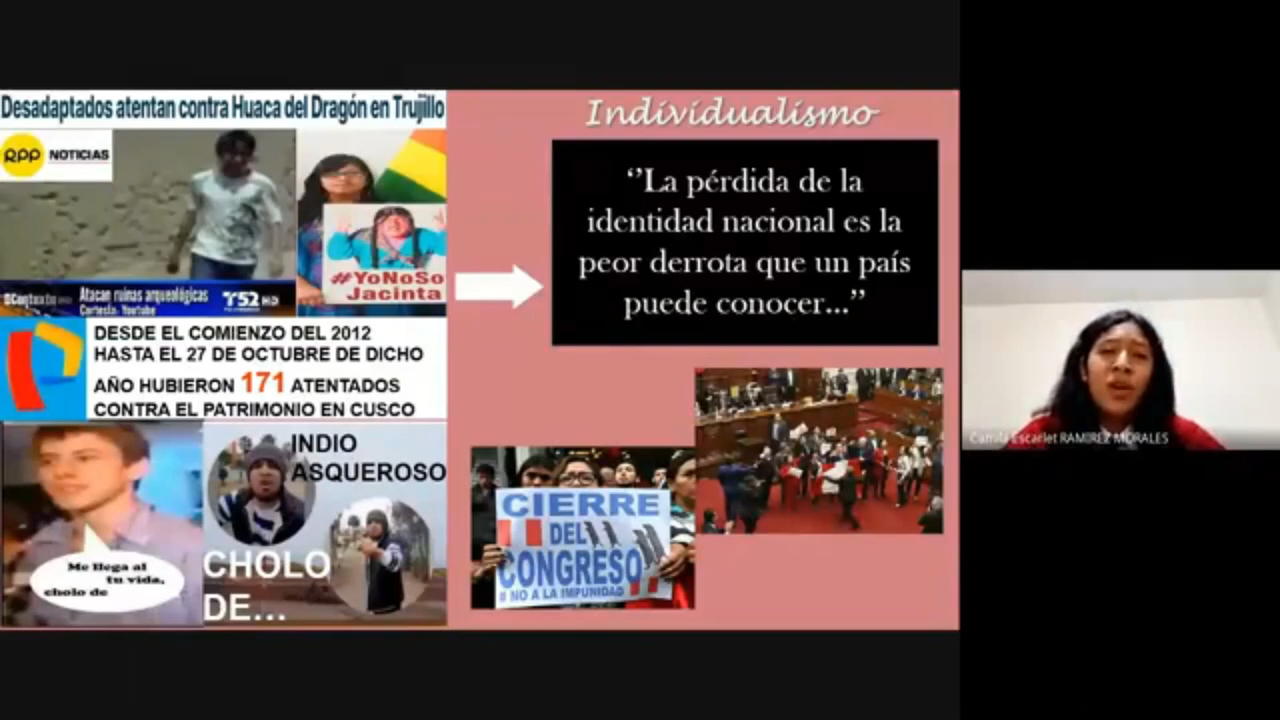 Desadaptados atentan contra Huaca del Dragón en Trujillo
RPP NOTICIAS
#YoNoSo
Jacinta
Atacan ruinas arqueológicas
Cortesía: Youtube
DESDE EL COMIENZO DEL 2012
HASTA EL 27 DE OCTUBRE DE DICHO
AÑO HUBIERON 171 ATENTADOS
CONTRA EL PATRIMONIO EN CUSCO
Me llega al
tu vida,
cholo de
INDIO
ASQUEROSO
CHOLO
DE...
Individualismo
‘’La pérdida de la
identidad nacional es la
peor derrota que un país
puede conocer...’’
CIERRE
DEL
CONGRESO
# NO A LA IMPUNIDAD
Camila Escarlet RAMIREZ MORALES